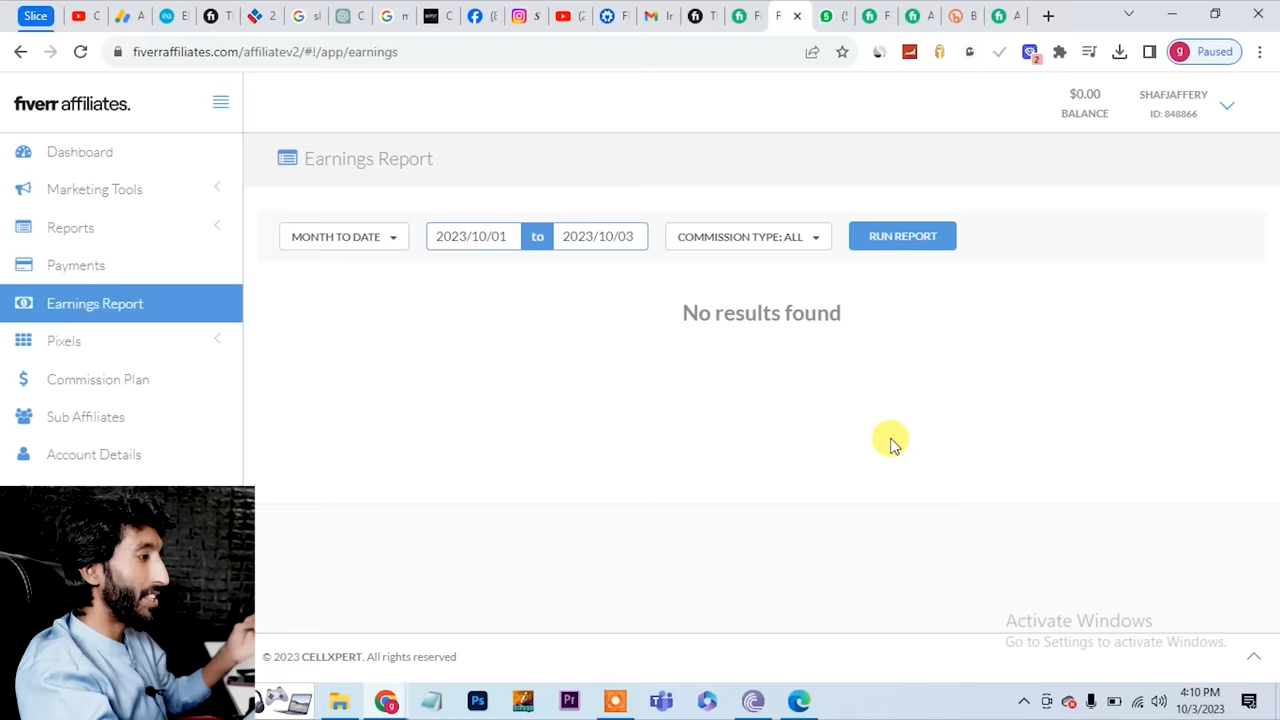 Slice
fiverraffiliates.com/affiliatev2/#!/app/earnings
2
g
Paused
fiverr affiliates.
$0.00
BALANCE
SHAFJAFFERY
ID: 848866
Dashboard
Marketing Tools
Reports
Payments
Earnings Report
Pixels
Commission Plan
Sub Affiliates
Account Details
Earnings Report
MONTH TO DATE
2023/10/01 to 2023/10/03
COMMISSION TYPE: ALL
RUN REPORT
No results found
Activate Windows
Go to Settings to activate Windows.
© 2023 CELLXPERT. All rights reserved
4:10 PM
10/3/2023